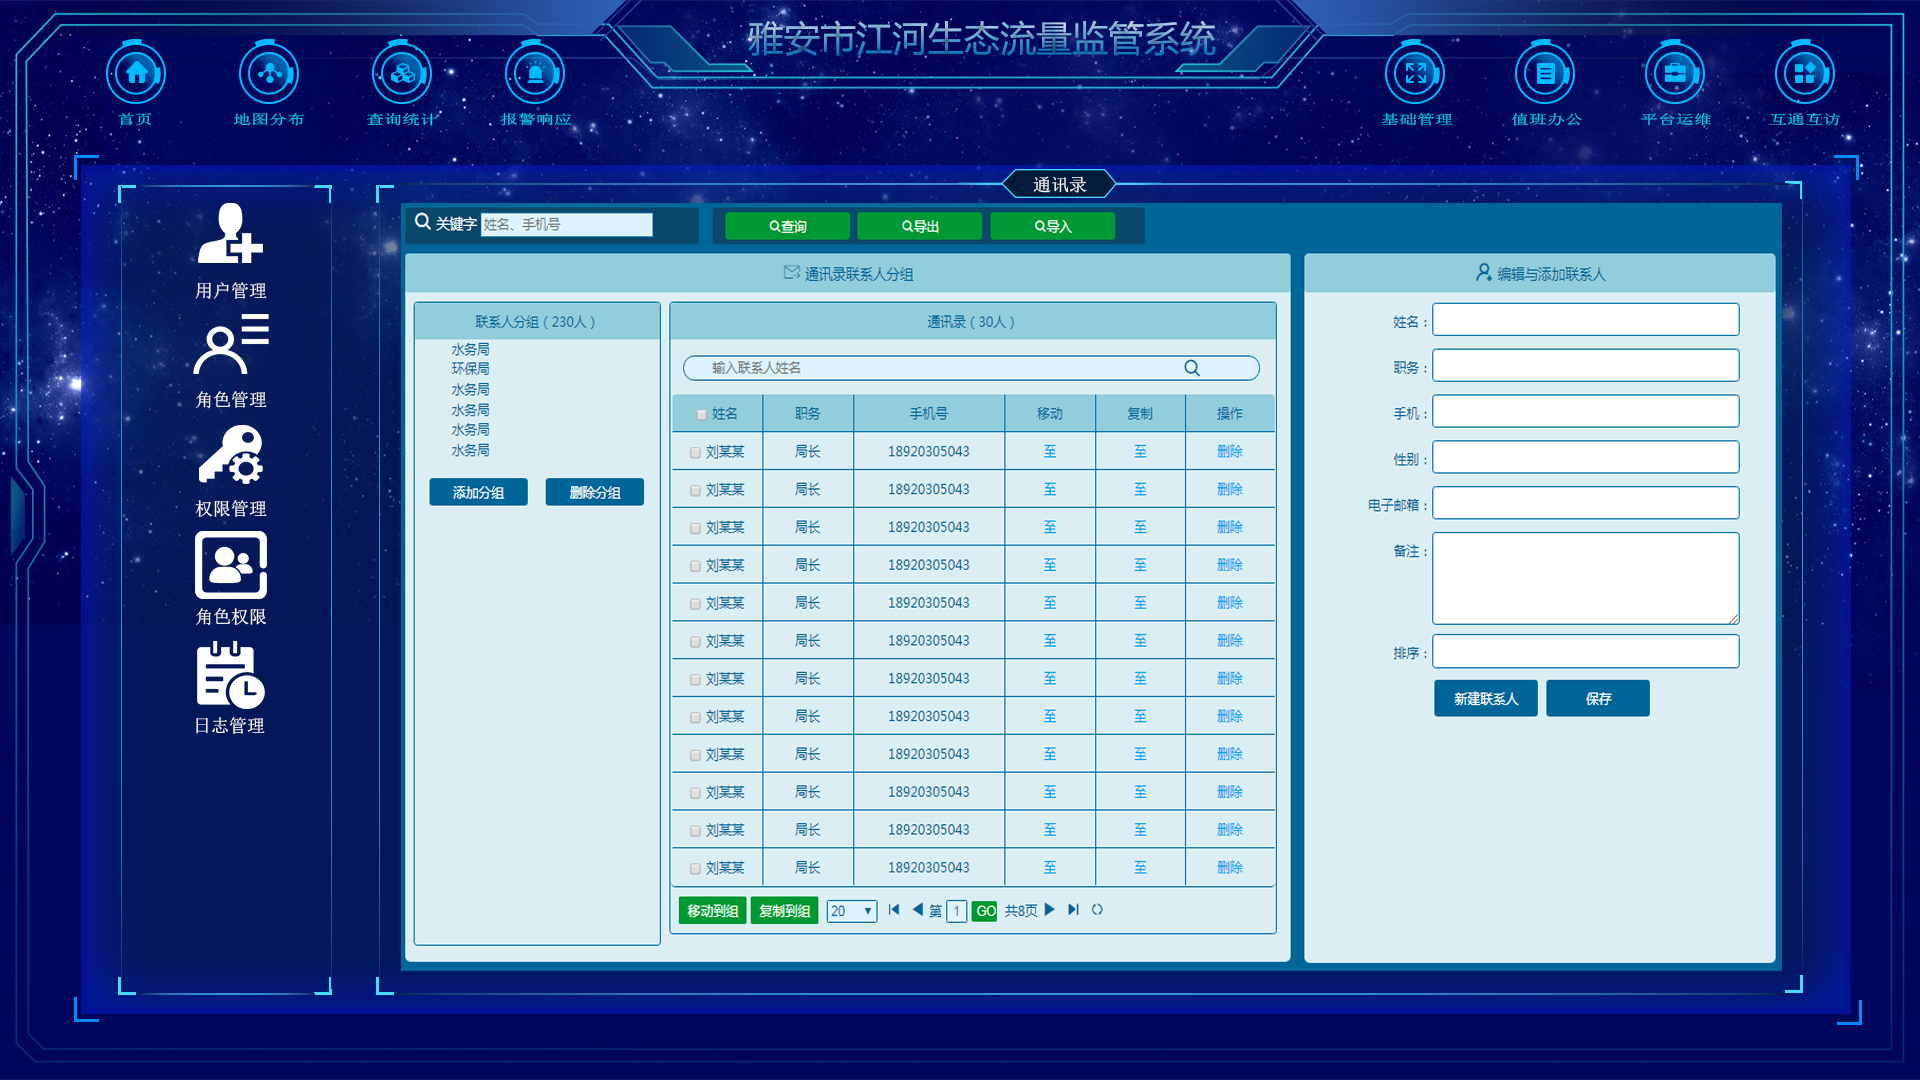 雅安市江河生态流量监管系统
首页 地图分布 查询统计 报警响应 基础管理 值班办公 平台运维 互通互访
通讯录
用户管理
角色管理
权限管理
角色权限
日志管理
关键字 姓名、手机号 查询 导出 导入
通讯录联系人分组
联系人分组（230人）
水务局
环保局
水务局
水务局
水务局
水务局
添加分组 删除分组
通讯录（30人）
输入联系人姓名
姓名 职务 手机号 移动 复制 操作
刘某某 局长 18920305043 至 至 删除
刘某某 局长 18920305043 至 至 删除
刘某某 局长 18920305043 至 至 删除
刘某某 局长 18920305043 至 至 删除
刘某某 局长 18920305043 至 至 删除
刘某某 局长 18920305043 至 至 删除
刘某某 局长 18920305043 至 至 删除
刘某某 局长 18920305043 至 至 删除
刘某某 局长 18920305043 至 至 删除
刘某某 局长 18920305043 至 至 删除
刘某某 局长 18920305043 至 至 删除
刘某某 局长 18920305043 至 至 删除
移动到组 复制到组 20 第 1 GO 共8页
编辑与添加联系人
姓名：
职务：
手机：
性别：
电子邮箱：
备注：
排序：
新建联系人 保存